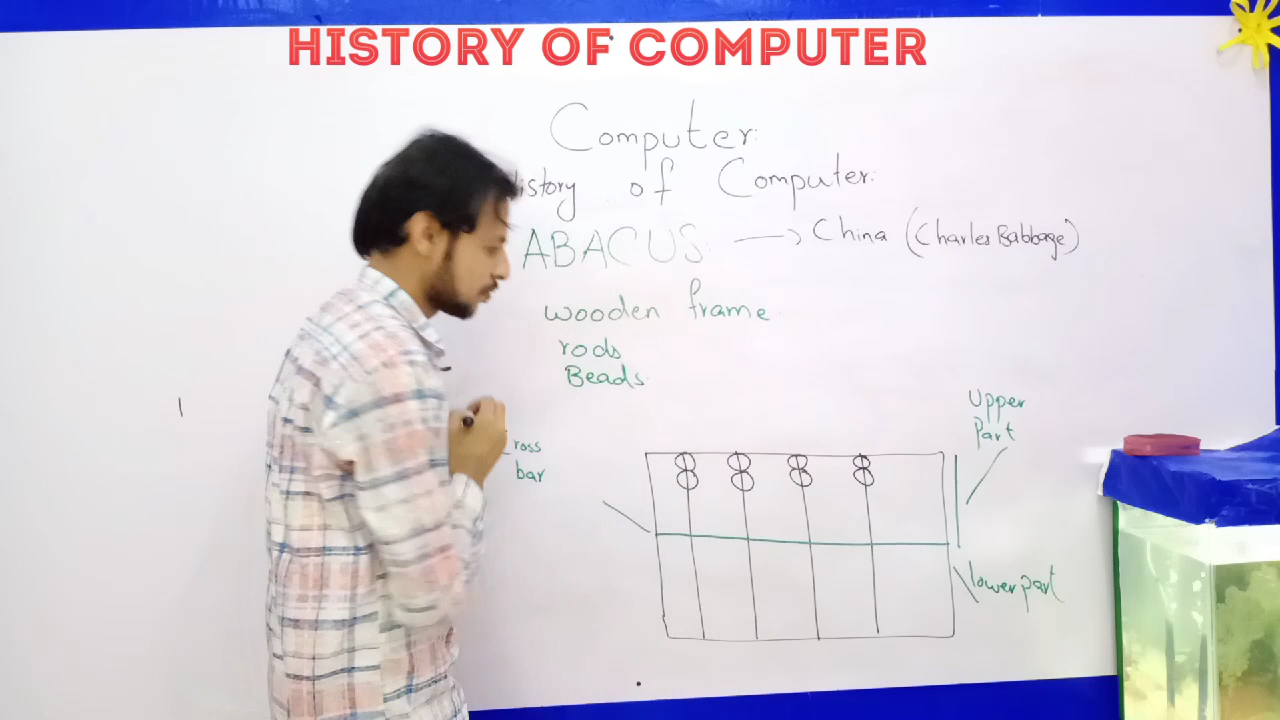 HISTORY OF COMPUTER
Computer:
History of Computer:
ABACUS: → China (Charles Babbage)
wooden frame
rods
Beads.
Upper
Part
ross
bar
lower part